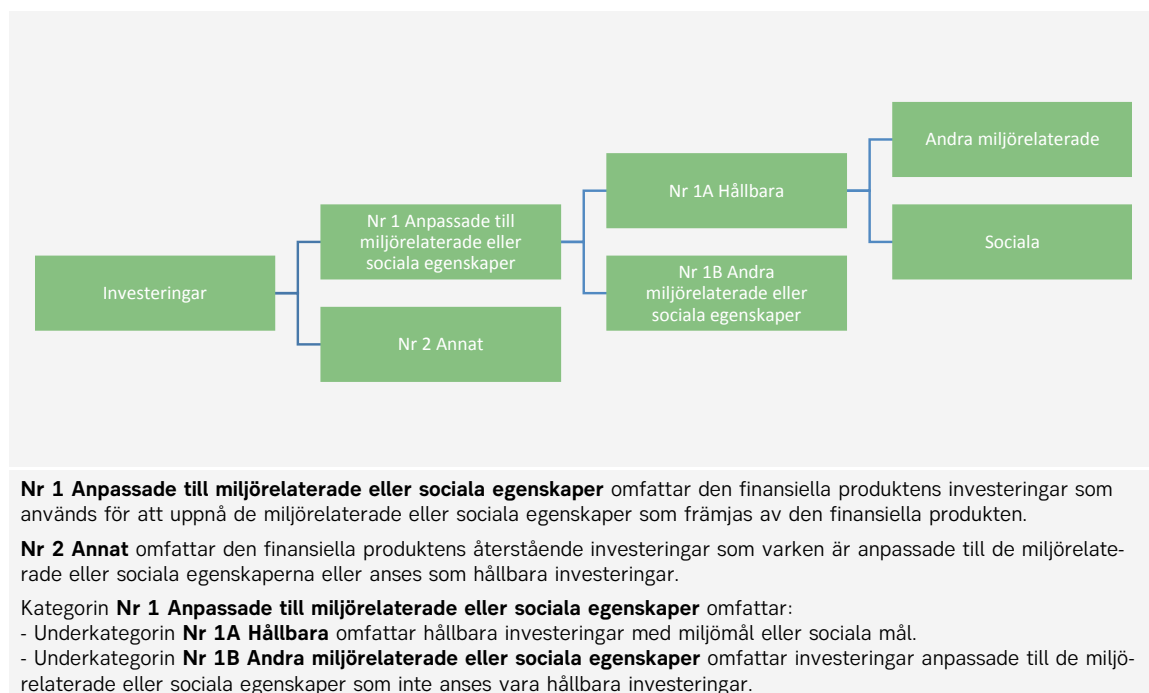 Andra miljörelaterade
Nr 1A Hållbara
Nr 1 Anpassade till
miljörelaterade eller
sociala egenskaper
Sociala
Investeringar
Nr 1B Andra
miljörelaterade eller
sociala egenskaper
Nr 2 Annat
Nr 1 Anpassade till miljörelaterade eller sociala egenskaper omfattar den finansiella produktens investeringar som
används för att uppnå de miljörelaterade eller sociala egenskaper som främjas av den finansiella produkten.
Nr 2 Annat omfattar den finansiella produktens återstående investeringar som varken är anpassade till de miljörelate-
rade eller sociala egenskaperna eller anses som hållbara investeringar.
Kategorin Nr 1 Anpassade till miljörelaterade eller sociala egenskaper omfattar:
- Underkategorin Nr 1A Hållbara omfattar hållbara investeringar med miljömål eller sociala mål.
- Underkategorin Nr 1B Andra miljörelaterade eller sociala egenskaper omfattar investeringar anpassade till de miljö-
relaterade eller sociala egenskaper som inte anses vara hållbara investeringar.